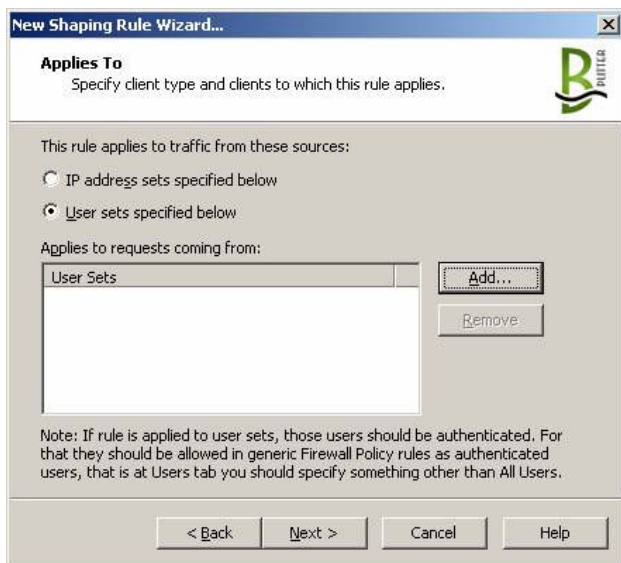 New Shaping Rule Wizard...
Applies To
Specify client type and clients to which this rule applies.
B
PLITTER
This rule applies to traffic from these sources:
IP address sets specified below
User sets specified below
Applies to requests coming from:
User Sets
Add...
Remove
Note: If rule is applied to user sets, those users should be authenticated. For
that they should be allowed in generic Firewall Policy rules as authenticated
users, that is at Users tab you should specify something other than All Users.
< Back
Next >
Cancel
Help